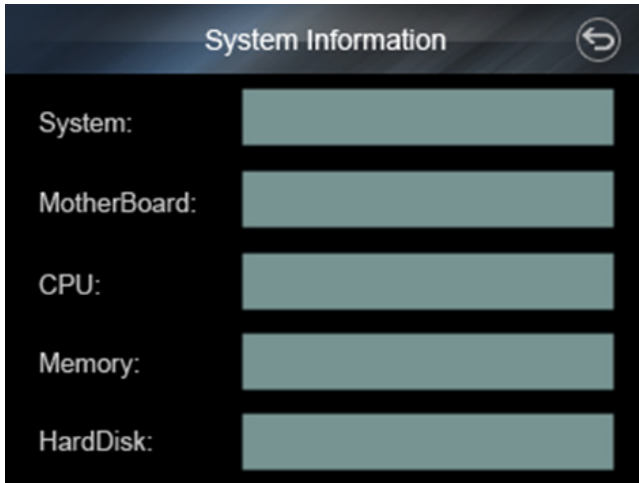 System Information
System:
MotherBoard:
CPU:
Memory:
HardDisk: